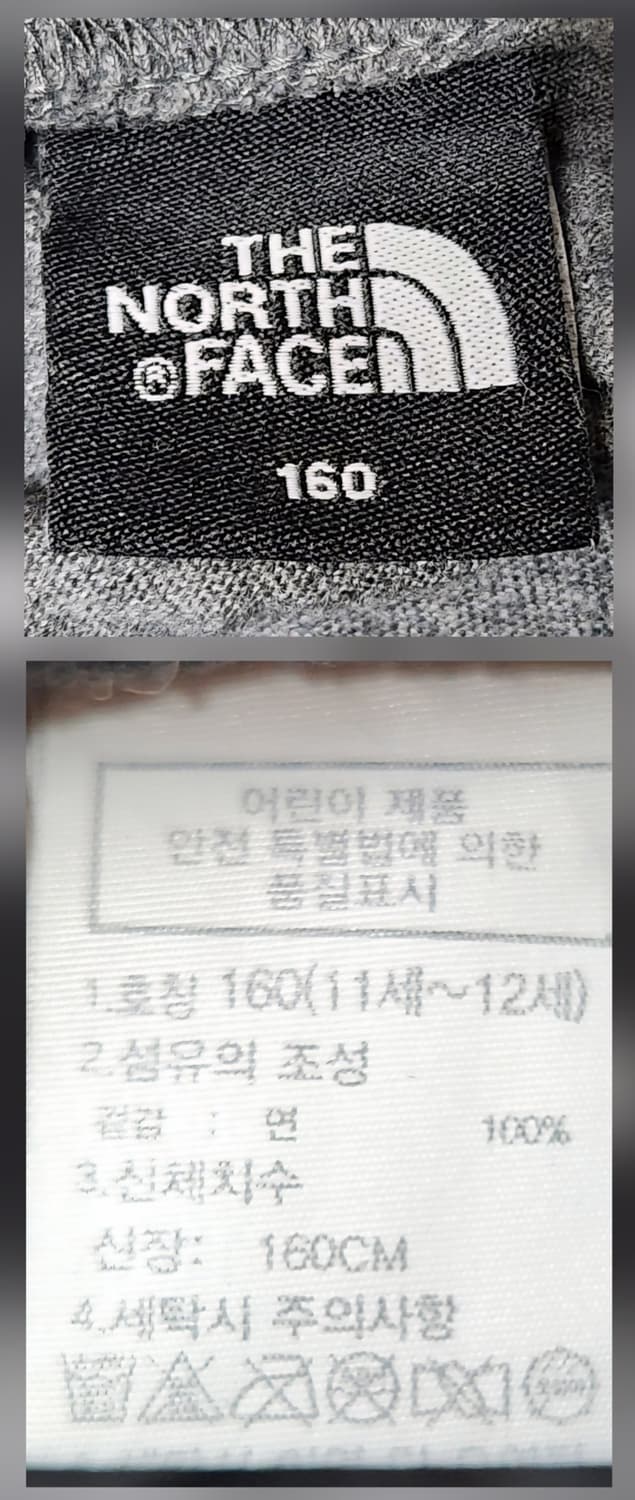 THE
NORTH
®FACE
160
어린이 제품
안전 특별법에 의한
품질표시
1.호칭 160(11세~12세)
2.섬유의 조성
겉감 : 면 100%
3.신체치수
신장: 160CM
4.세탁시 주의사항